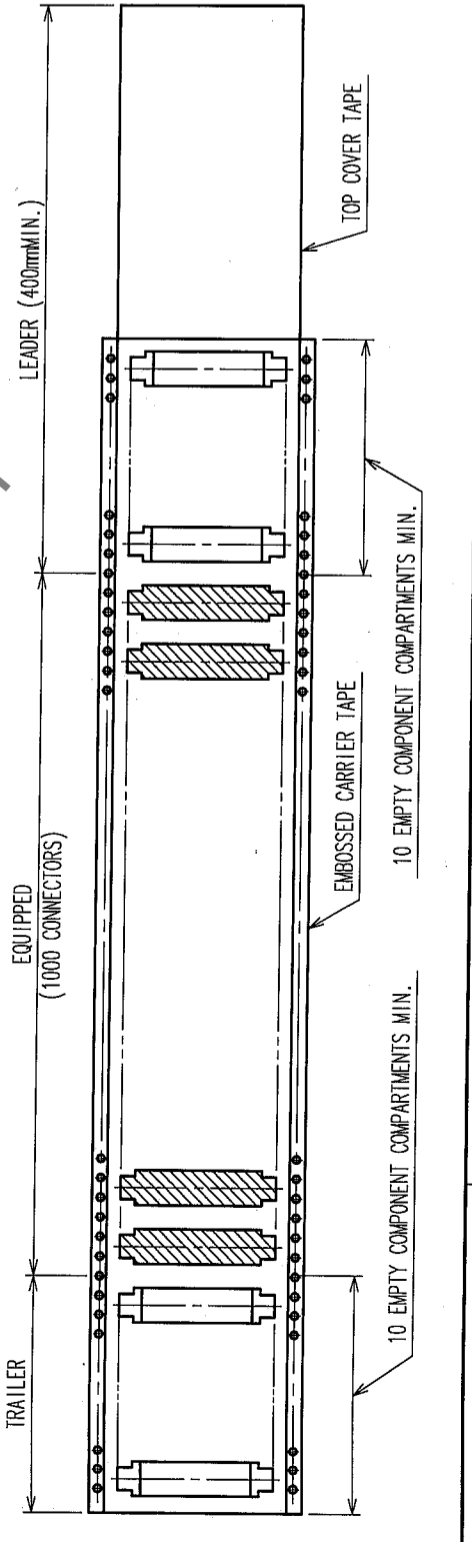 TRAILER
EQUIPPED
(1000 CONNECTORS)
LEADER (400mmMIN.)
10 EMPTY COMPONENT COMPARTMENTS MIN.
EMBOSSED CARRIER TAPE
10 EMPTY COMPONENT COMPARTMENTS MIN.
TOP COVER TAPE